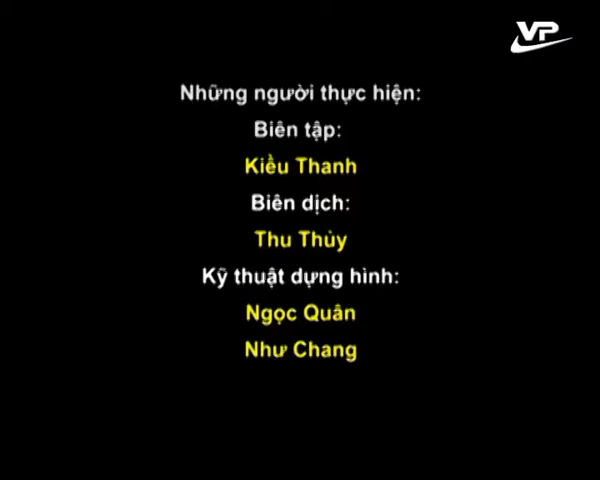 VP
Những người thực hiện:
Biên tập:
Kiều Thanh
Biên dịch:
Thu Thủy
Kỹ thuật dựng hình:
Ngọc Quân
Như Chang